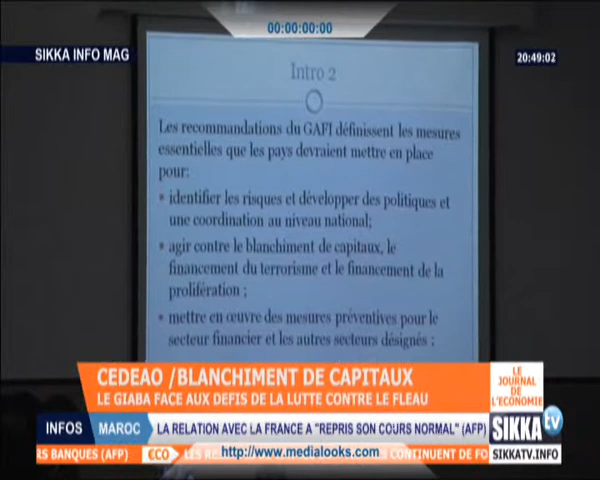 00:00:00:00
SIKKA INFO MAG
20:49:02
Intro 2
Les recommandations du GAFI définissent les mesures
essentielles que les pays devraient mettre en place
pour:
• identifier les risques et développer des politiques et
une coordination au niveau national;
• agir contre le blanchiment de capitaux, le
financement du terrorisme et le financement de la
prolifération ;
• mettre en œuvre des mesures préventives pour le
secteur financier et les autres secteurs désignés ;
CEDEAO /BLANCHIMENT DE CAPITAUX
LE GIABA FACE AUX DEFIS DE LA LUTTE CONTRE LE FLEAU
LE
JOURNAL
DE
L'ECONOMIE
INFOS MAROC LA RELATION AVEC LA FRANCE A "REPRIS SON COURS NORMAL" (AFP)
SIKKA tv
RS BANQUES (AFP) ECO LES http://www.medialooks.com CONTINUENT DE FO
SIKKATV.INFO